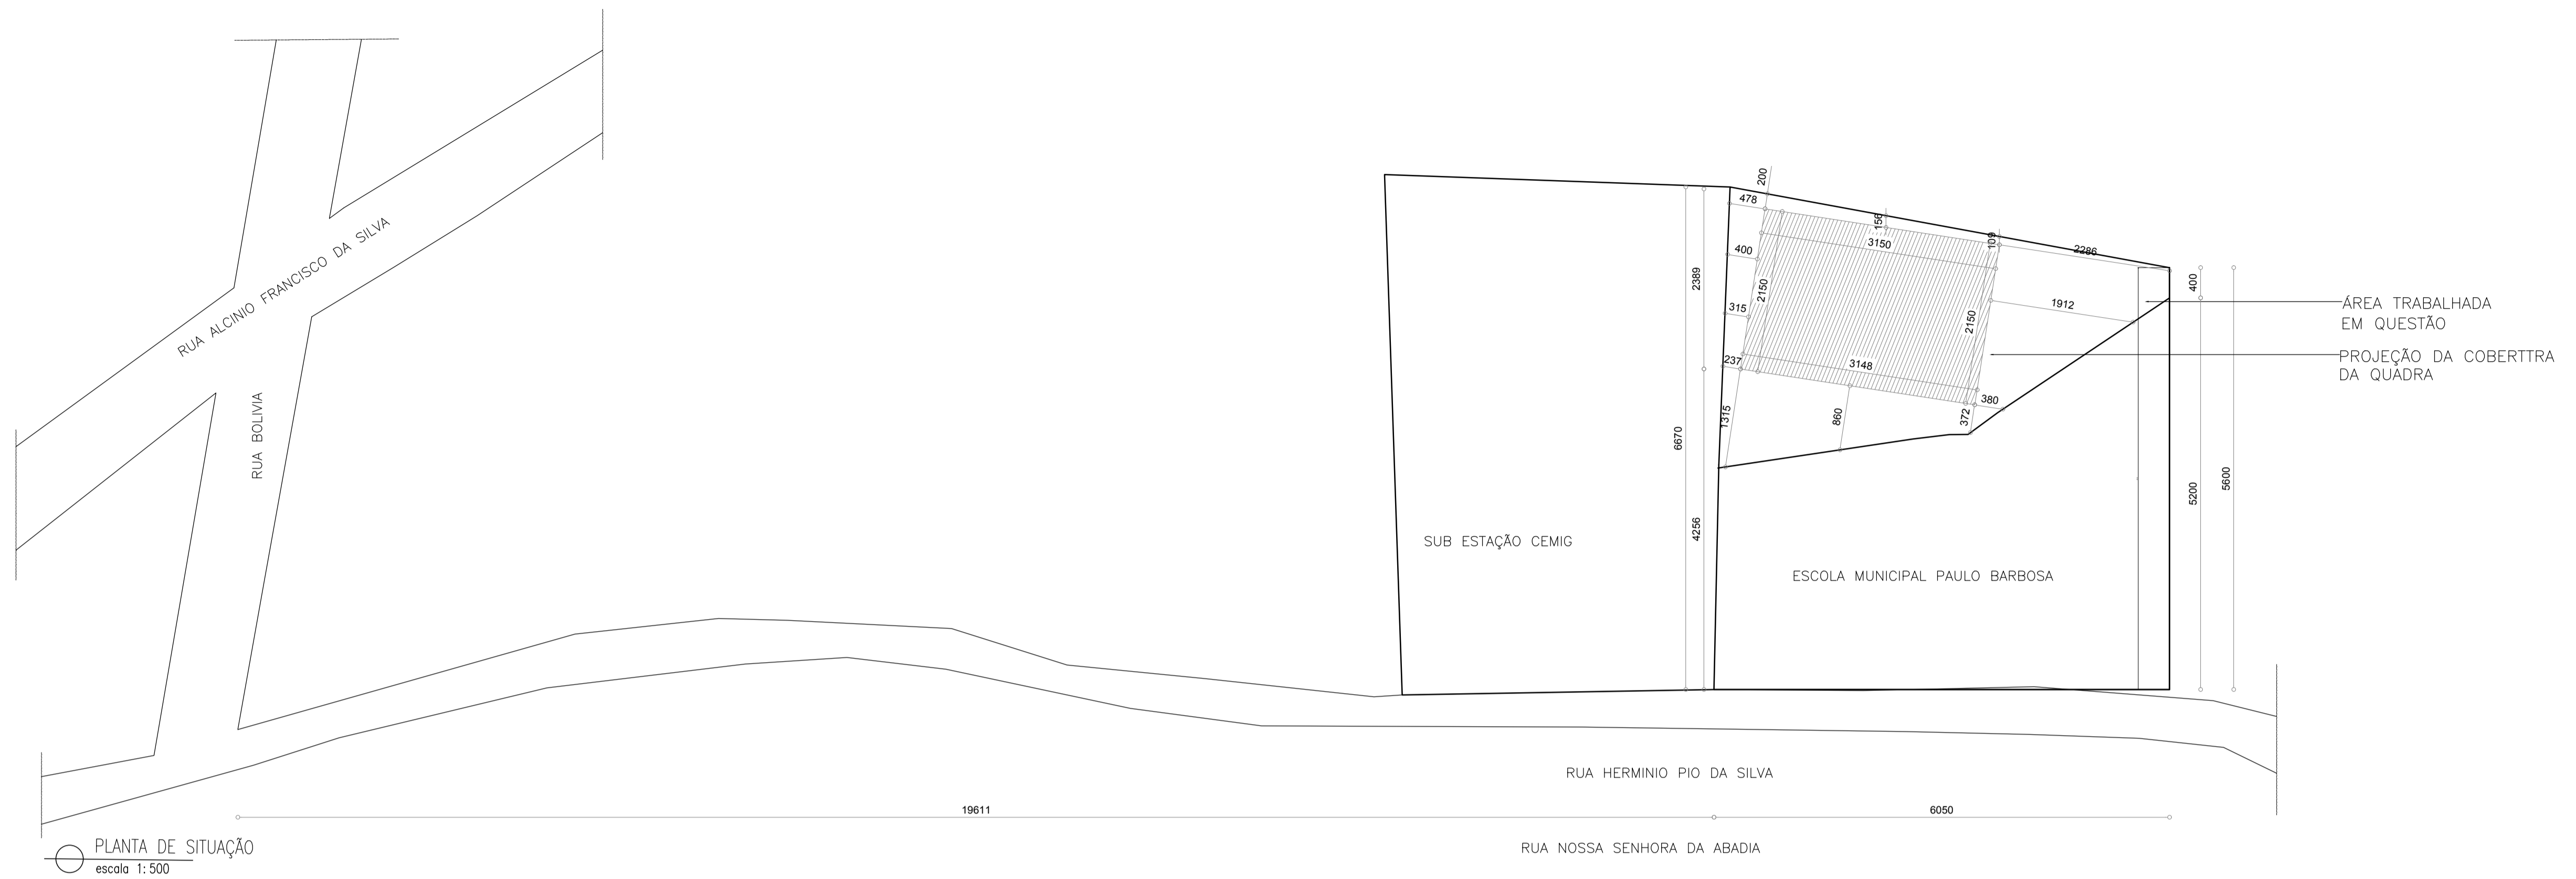 200
478
156
109
3150
2286
400
2389
2150
400
1912
ÁREA TRABALHADA
EM QUESTÃO
315
2150
PROJEÇÃO DA COBERTTRA
DA QUADRA
237
3148
380
1315
860
372
6670
RUA ALCINIO FRANCISCO DA SILVA
RUA BOLIVIA
4256
5200
5600
SUB ESTAÇÃO CEMIG
ESCOLA MUNICIPAL PAULO BARBOSA
RUA HERMINIO PIO DA SILVA
19611
6050
PLANTA DE SITUAÇÃO
escala 1:500
RUA NOSSA SENHORA DA ABADIA